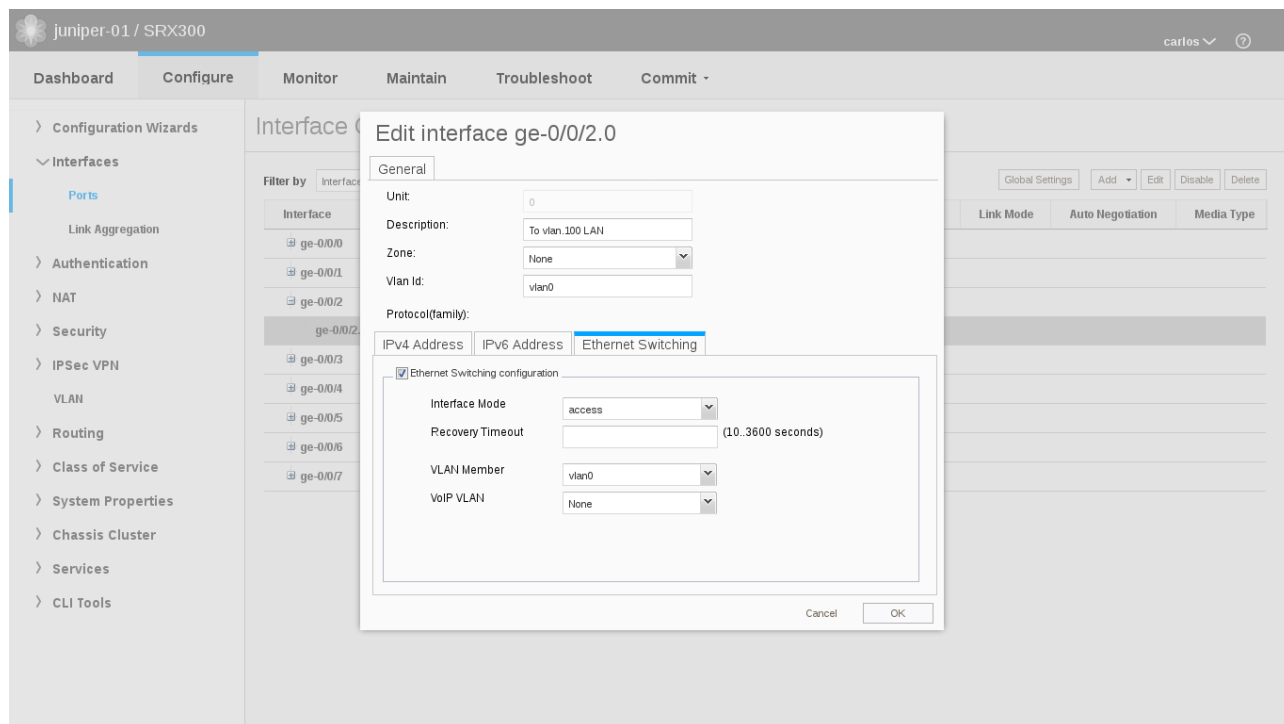 juniper-01 / SRX300
carlos
?
Dashboard Configure Monitor Maintain Troubleshoot Commit
Configuration Wizards
Interfaces
Ports
Link Aggregation
Authentication
NAT
Security
IPSec VPN
VLAN
Routing
Class of Service
System Properties
Chassis Cluster
Services
CLI Tools
Interface
Filter by Interface
Global Settings Add Edit Disable Delete
Interface Link Mode Auto Negotiation Media Type
ge-0/0/0
ge-0/0/1
ge-0/0/2
ge-0/0/2.
ge-0/0/3
ge-0/0/4
ge-0/0/5
ge-0/0/6
ge-0/0/7
Edit interface ge-0/0/2.0
General
Unit: 0
Description: To vlan.100 LAN
Zone: None
Vlan Id: vlan0
Protocol(family):
IPv4 Address IPv6 Address Ethernet Switching
Ethernet Switching configuration
Interface Mode access
Recovery Timeout (10..3600 seconds)
VLAN Member vlan0
VoIP VLAN None
Cancel OK